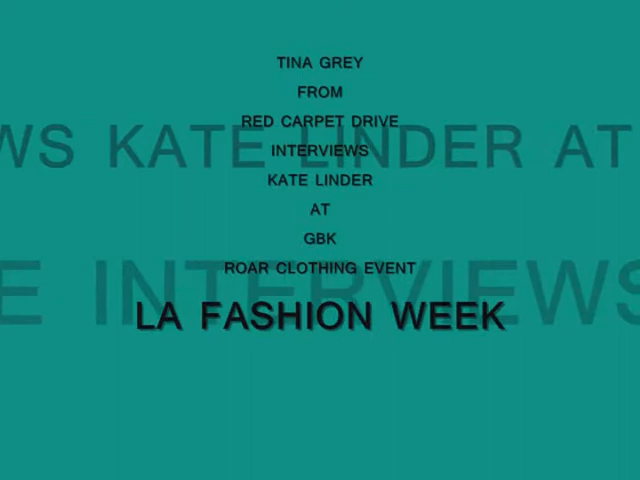 TINA GREY
FROM
RED CARPET DRIVE
WS KATE LINDER AT
INTERVIEWS
KATE LINDER
AT
GBK
ROAR CLOTHING EVENT
E INTERVIEWS
LA FASHION WEEK